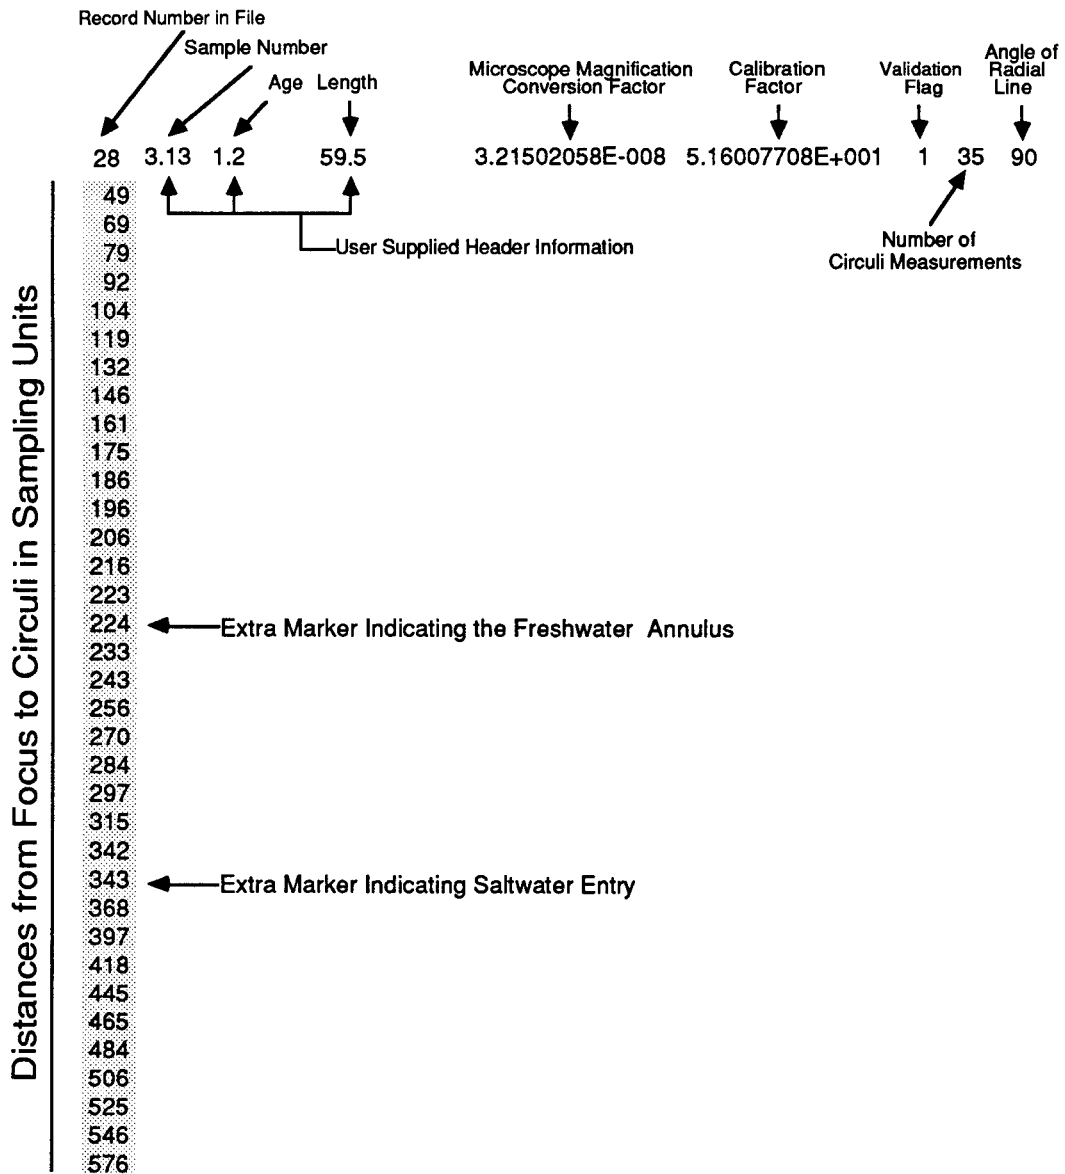 Record Number in File
Sample Number
Age Length
Microscope Magnification
Conversion Factor
Calibration
Factor
Validation
Flag
Angle of
Radial
Line
28 3.13 1.2 59.5 3.21502058E-008 5.16007708E+001 1 35 90
User Supplied Header Information
Number of
Circuli Measurements
Distances from Focus to Circuli in Sampling Units
49
69
79
92
104
119
132
146
161
175
186
196
206
216
223
224 Extra Marker Indicating the Freshwater Annulus
233
243
256
270
284
297
315
342
343 Extra Marker Indicating Saltwater Entry
368
397
418
445
465
484
506
525
546
576